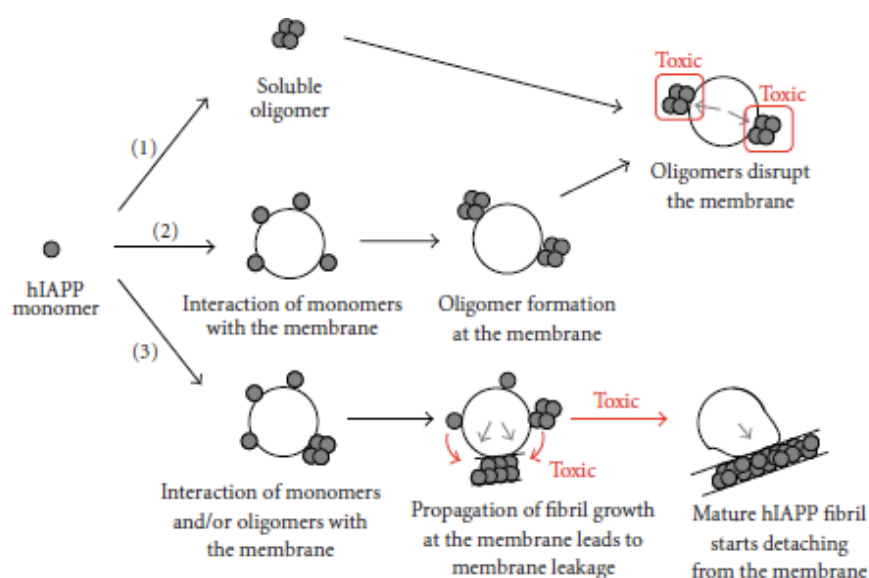 Toxic
Toxic
Soluble
oligomer
Oligomers disrupt
the membrane
(1)
(2)
hIAPP
monomer
Interaction of monomers
with the membrane
Oligomer formation
at the membrane
(3)
Toxic
Toxic
Interaction of monomers
and/or oligomers with
the membrane
Propagation of fibril growth
at the membrane leads to
membrane leakage
Mature hIAPP fibril
starts detaching
from the membrane